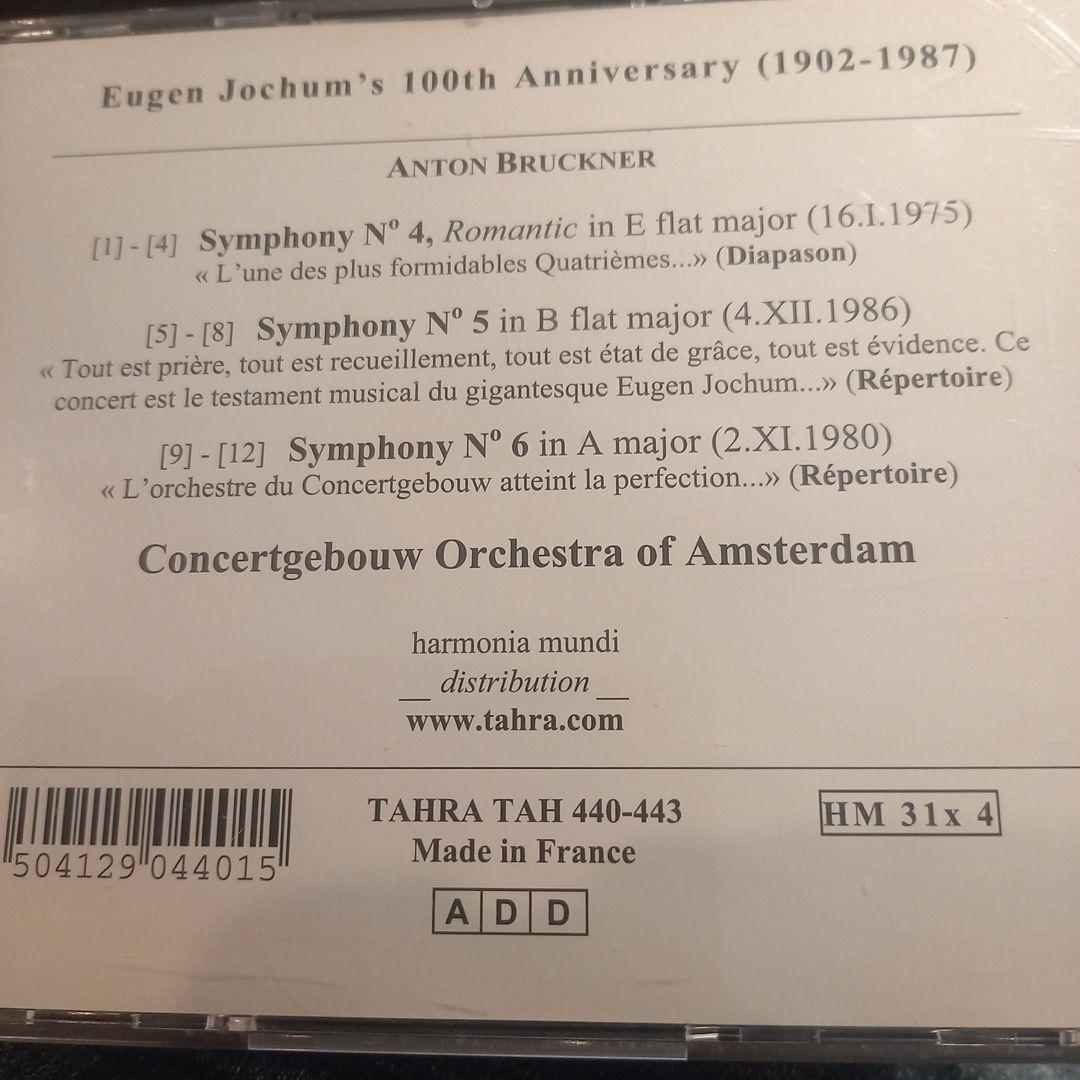 Eugen Jochum's 100th Anniversary (1902-1987)
ANTON BRUCKNER
[1] - [4] Symphony Nº 4, Romantic in E flat major (16.I.1975)
« L'une des plus formidables Quatrièmes...» (Diapason)
[5] - [8] Symphony Nº 5 in B flat major (4.XII.1986)
« Tout est prière, tout est recueillement, tout est état de grâce, tout est évidence. Ce
concert est le testament musical du gigantesque Eugen Jochum...» (Répertoire)
[9] - [12] Symphony Nº 6 in A major (2.XI.1980)
« L'orchestre du Concertgebouw atteint la perfection...» (Répertoire)
Concertgebouw Orchestra of Amsterdam
harmonia mundi
__ distribution __
www.tahra.com
TAHRA TAH 440-443
HM 31x 4
Made in France
504129 044015
A D D